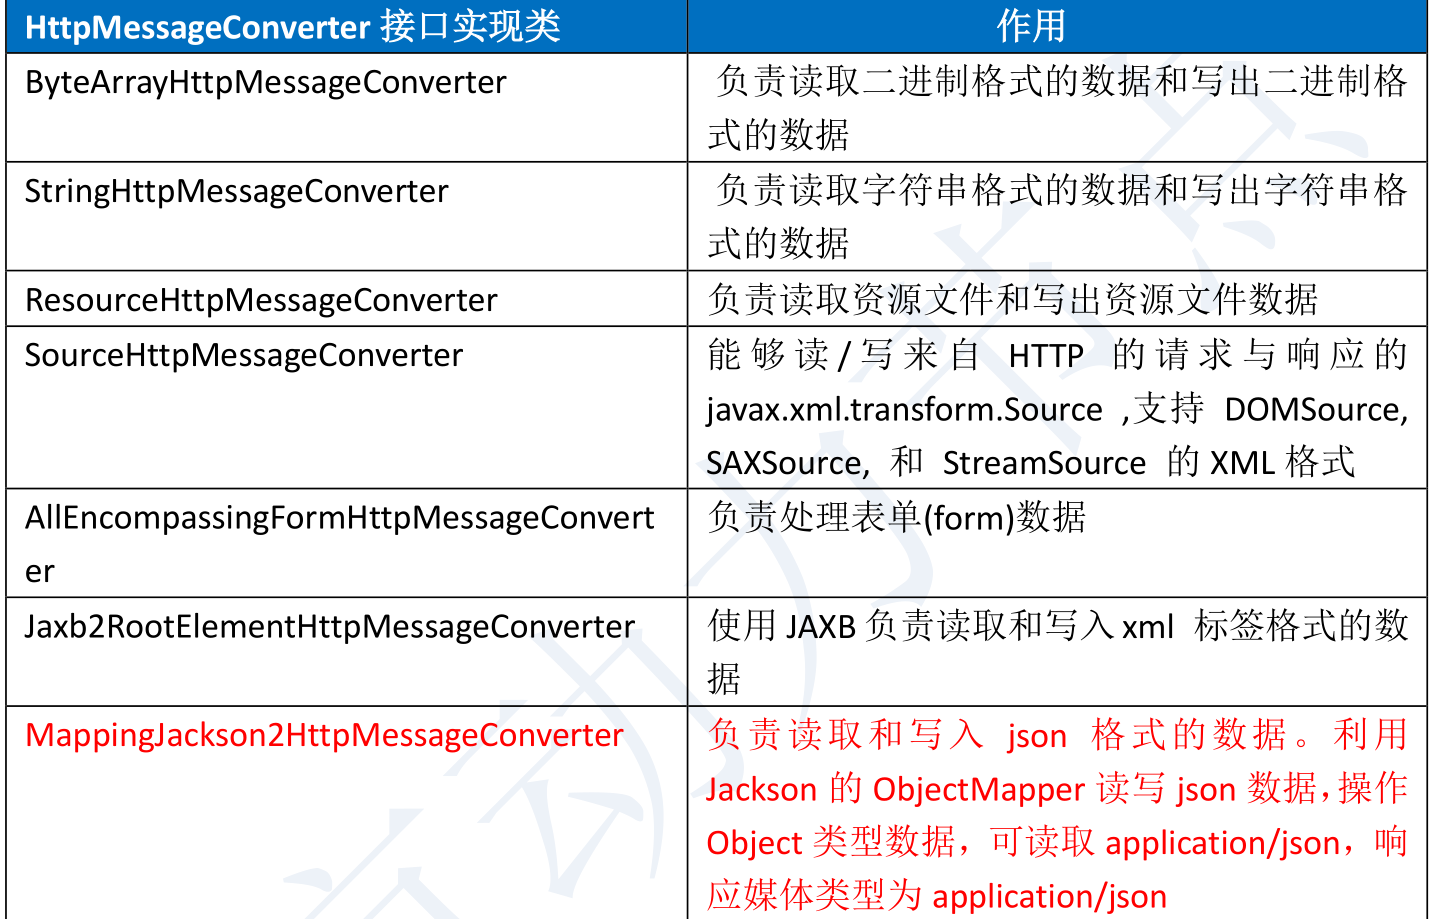 HttpMessageConverter 接口实现类 作用
ByteArrayHttpMessageConverter 负责读取二进制格式的数据和写出二进制格
式的数据
StringHttpMessageConverter 负责读取字符串格式的数据和写出字符串格
式的数据
ResourceHttpMessageConverter 负责读取资源文件和写出资源文件数据
SourceHttpMessageConverter 能够读/写来自 HTTP 的请求与响应的
javax.xml.transform.Source ,支持 DOMSource,
SAXSource, 和 StreamSource 的 XML 格式
AllEncompassingFormHttpMessageConvert 负责处理表单(form)数据
er
Jaxb2RootElementHttpMessageConverter 使用 JAXB 负责读取和写入 xml 标签格式的数
据
MappingJackson2HttpMessageConverter 负责读取和写入 json 格式的数据。利用
Jackson 的 ObjectMapper 读写 json 数据,操作
Object 类型数据，可读取 application/json，响
应媒体类型为 application/json
动力节点